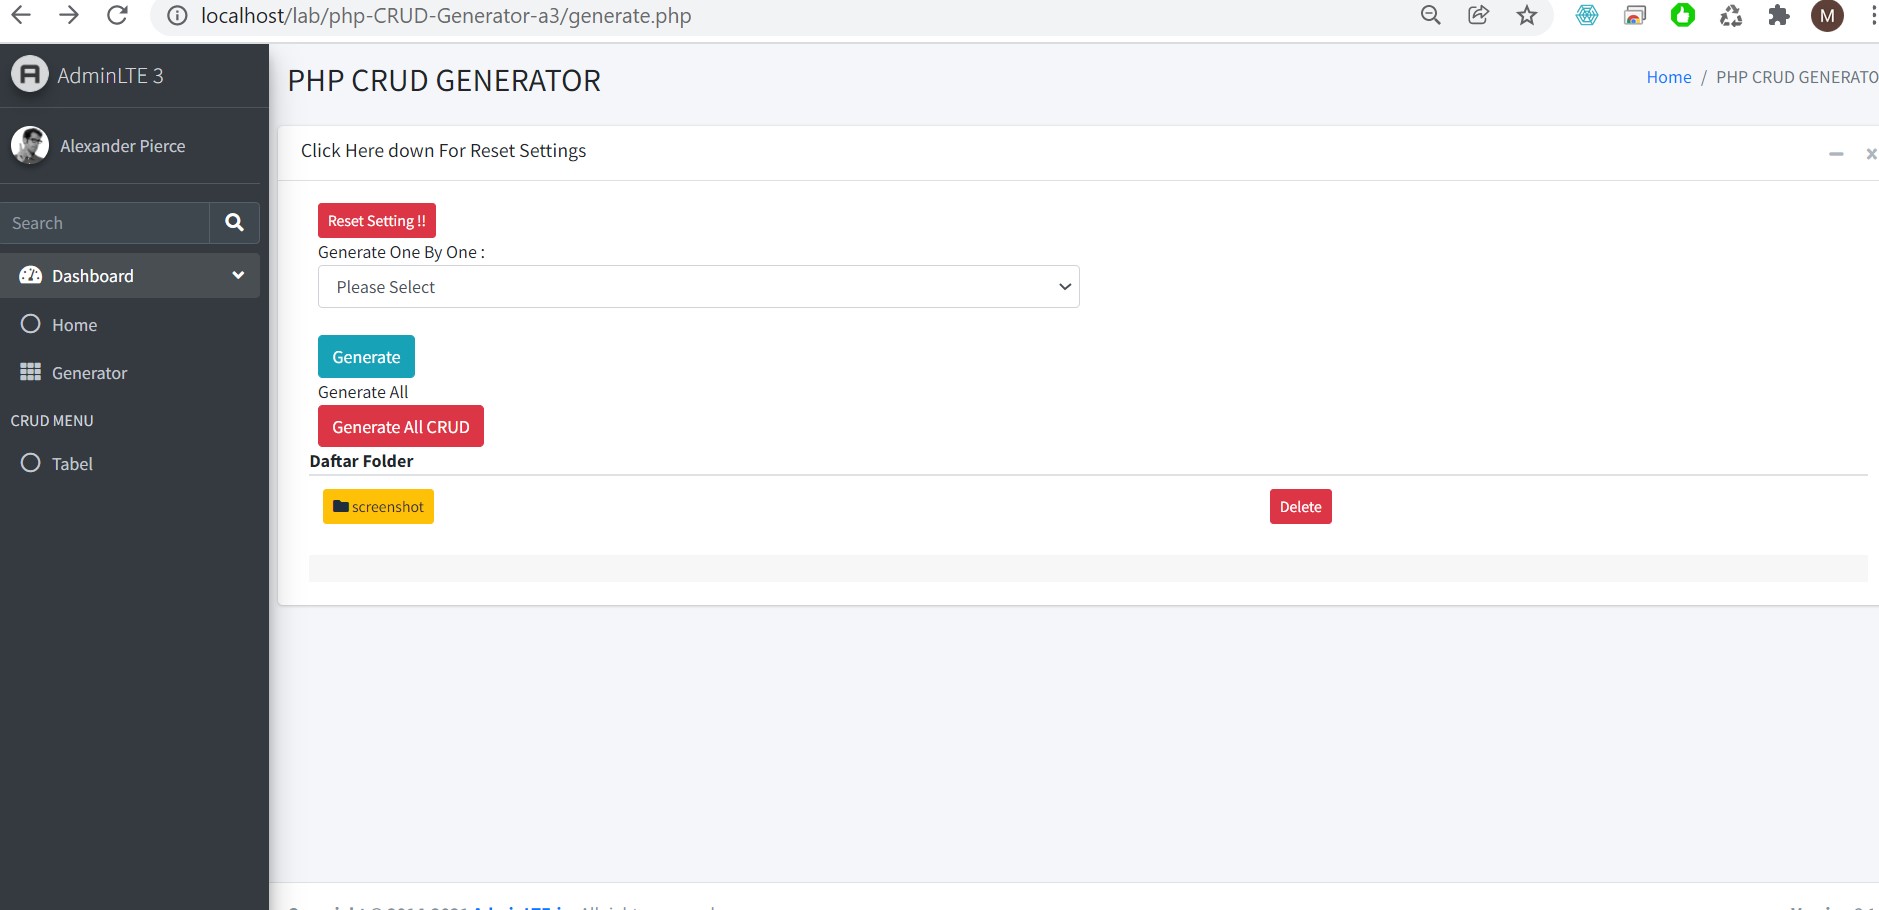 localhost/lab/php-CRUD-Generator-a3/generate.php
M
AdminLTE 3
PHP CRUD GENERATOR
Home / PHP CRUD GENERATO
Alexander Pierce
Click Here down For Reset Settings
Search
Reset Setting !!
Generate One By One :
Please Select
Dashboard
Home
Generator
CRUD MENU
Tabel
Generate
Generate All
Generate All CRUD
Daftar Folder
screenshot
Delete